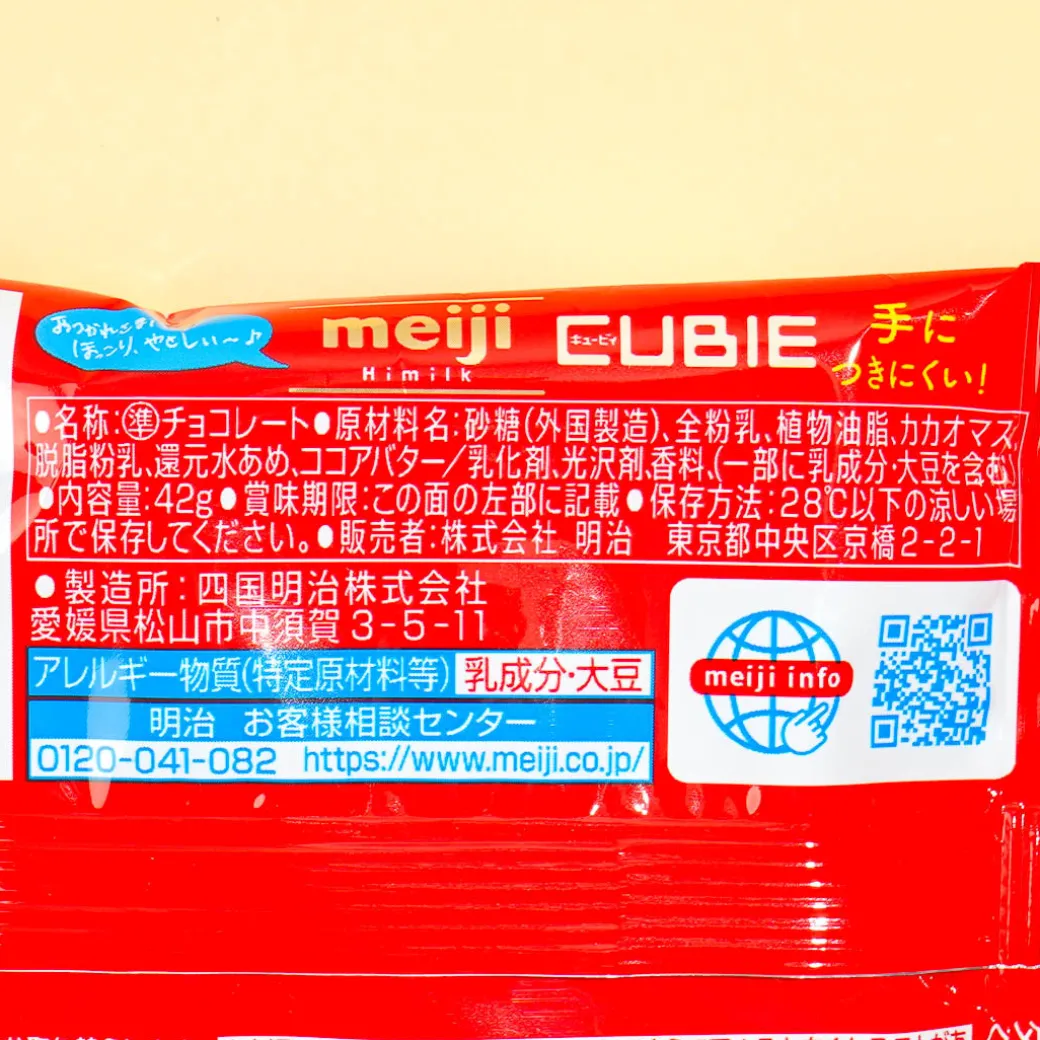 おつかれさま
ほっこり、やさしい〜♪
meiji
Himilk
CUBIE
キュービィ
手に
つきにくい!
●名称:準チョコレート●原材料名:砂糖(外国製造)、全粉乳、植物油脂、カカオマス、
脱脂粉乳、還元水あめ、ココアバター/乳化剤、光沢剤、香料、(一部に乳成分・大豆を含む)
●内容量:42g●賞味期限:この面の左部に記載●保存方法:28℃以下の涼しい場
所で保存してください。●販売者:株式会社 明治 東京都中央区京橋2-2-1
●製造所:四国明治株式会社
愛媛県松山市中須賀3-5-11
アレルギー物質(特定原材料等) 乳成分・大豆
明治 お客様相談センター
0120-041-082 https://www.meiji.co.jp/
meiji info